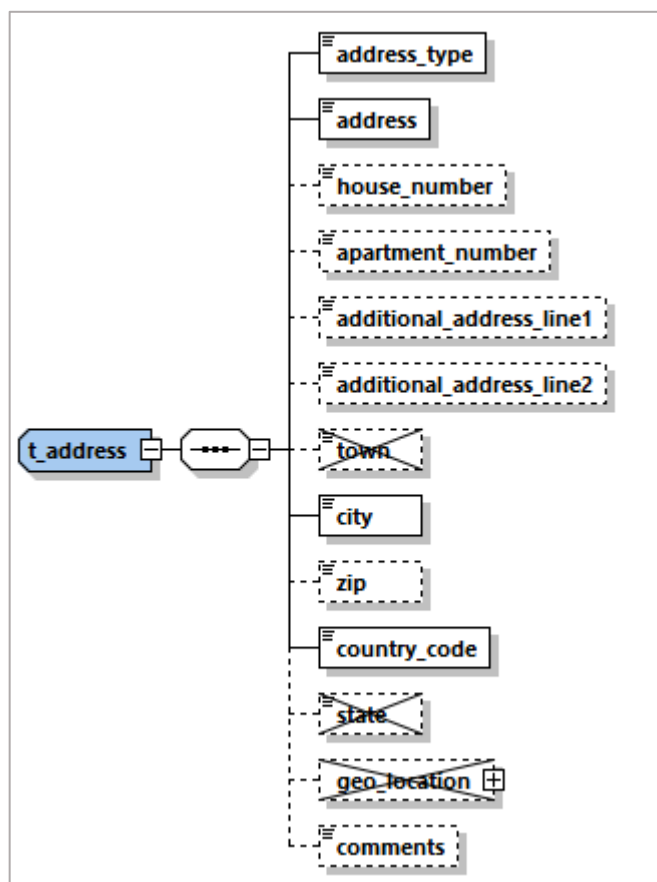 address_type
address
house_number
apartment_number
additional_address_line1
additional_address_line2
t_address
town
city
zip
country_code
state
geo_location
comments